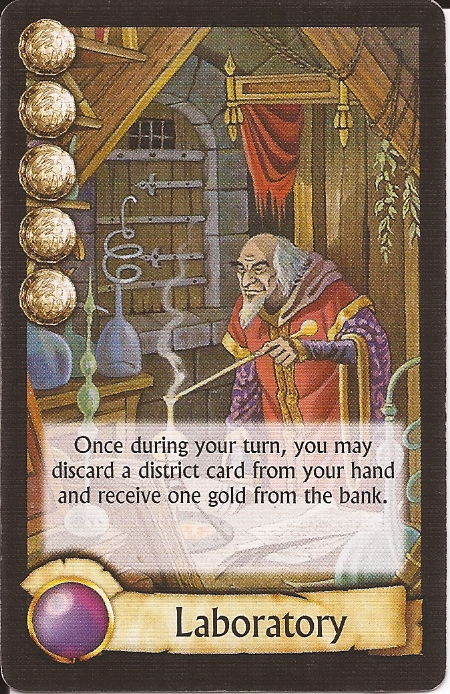 Once during your turn, you may
discard a district card from your hand
and receive one gold from the bank.
Laboratory